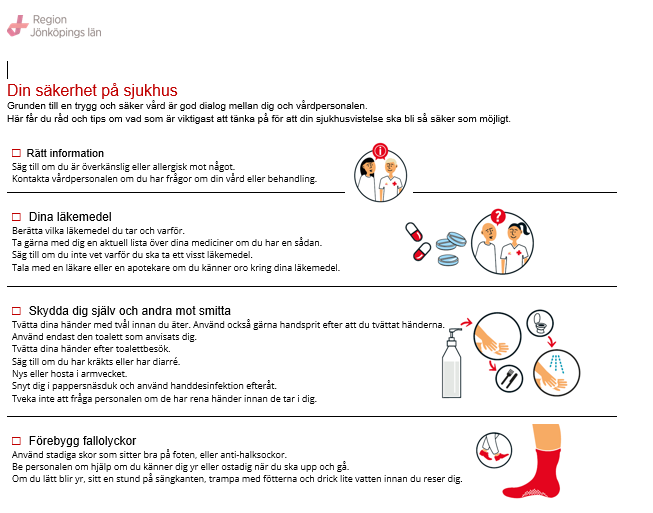 Region
Jönköpings län
Din säkerhet på sjukhus
Grunden till en trygg och säker vård är god dialog mellan dig och vårdpersonalen.
Här får du råd och tips om vad som är viktigast att tänka på för att din sjukhusvistelse ska bli så säker som möjligt.
Rätt information
Säg till om du är överkänslig eller allergisk mot något.
Kontakta vårdpersonalen om du har frågor om din vård eller behandling.
Dina läkemedel
Berätta vilka läkemedel du tar och varför.
Ta gärna med dig en aktuell lista över dina mediciner om du har en sådan.
Säg till om du inte vet varför du ska ta ett visst läkemedel.
Tala med en läkare eller en apotekare om du känner oro kring dina läkemedel.
?
Skydda dig själv och andra mot smitta
Tvätta dina händer med tvål innan du äter. Använd också gärna handsprit efter att du tvättat händerna.
Använd endast den toalett som anvisats dig.
Tvätta dina händer efter toalettbesök.
Säg till om du har kräkts eller har diarré.
Nys eller hosta i armvecket.
Snyt dig i pappersnäsduk och använd handdesinfektion efteråt.
Tveka inte att fråga personalen om de har rena händer innan de tar i dig.
Förebygg fallolyckor
Använd stadiga skor som sitter bra på foten, eller anti-halksockor.
Be personalen om hjälp om du känner dig yr eller ostadig när du ska upp och gå.
Om du lätt blir yr, sitt en stund på sängkanten, trampa med fötterna och drick lite vatten innan du reser dig.